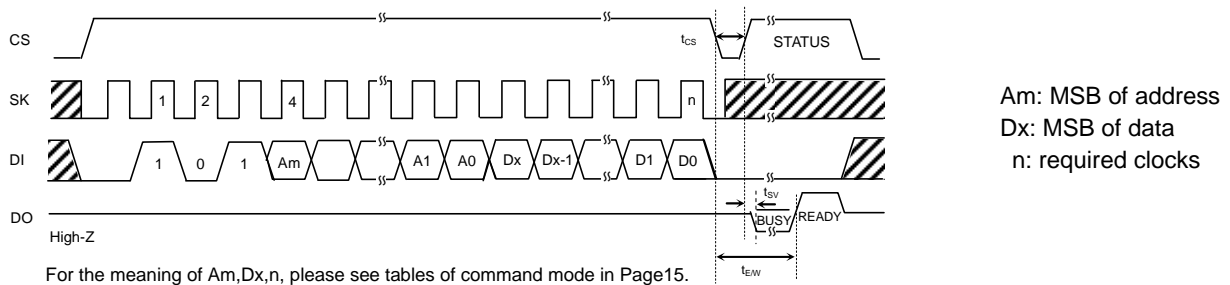 CS
tCS
STATUS
SK
1 2 4 n
DI
1 0 1 Am A1 A0 Dx Dx-1 D1 D0
tSV
DO
BUSY READY
High-Z
tE/W
For the meaning of Am,Dx,n, please see tables of command mode in Page15.
Am: MSB of address
Dx: MSB of data
n: required clocks